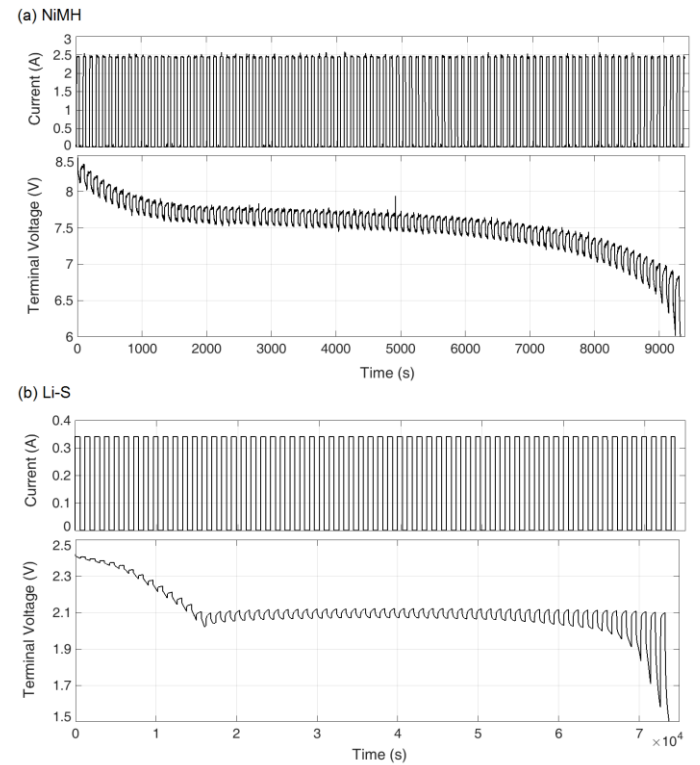 (a) NiMH
3
2.5
2
1.5
1
0.5
0
Current (A)
8.5
8
7.5
7
6.5
6
Terminal Voltage (V)
0 1000 2000 3000 4000 5000 6000 7000 8000 9000
Time (s)
(b) Li-S
0.4
0.3
0.2
0.1
0
Current (A)
2.5
2.3
2.1
1.9
1.7
1.5
Terminal Voltage (V)
0 1 2 3 4 5 6 7
×10⁴
Time (s)